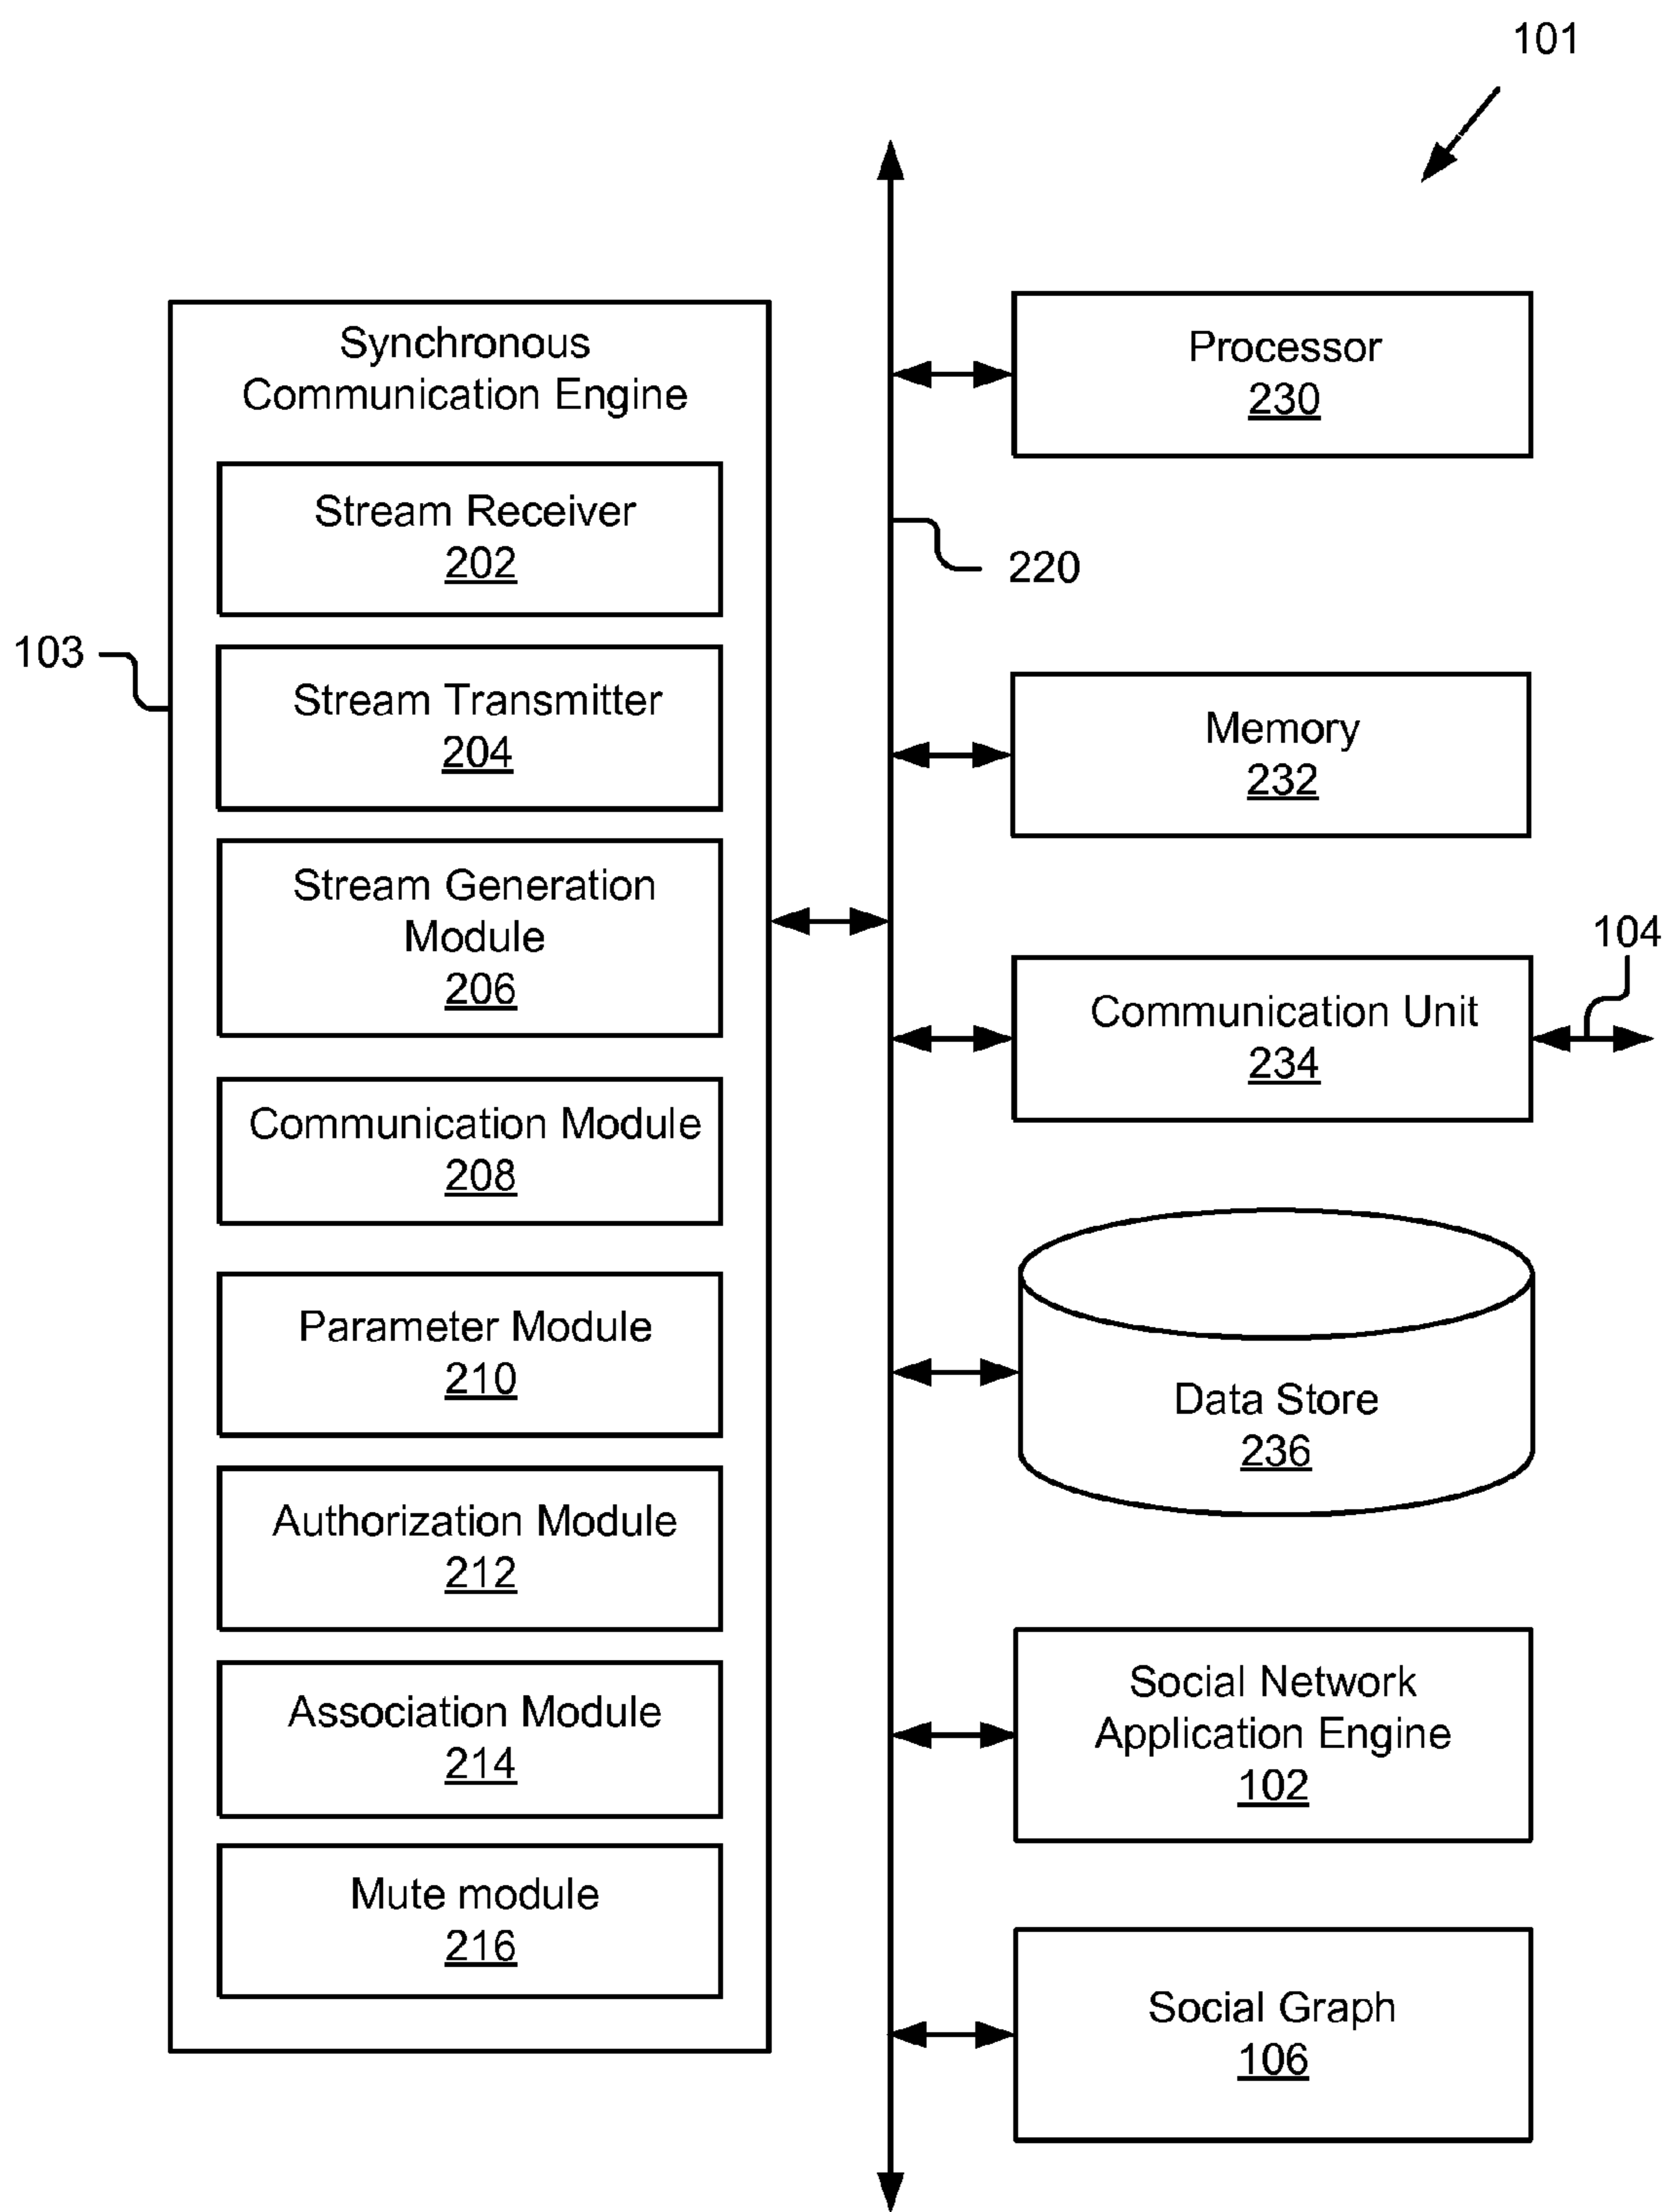 101
Synchronous
Communication Engine
Stream Receiver
202
103
Stream Transmitter
204
Stream Generation
Module
206
Communication Module
208
Parameter Module
210
Authorization Module
212
Association Module
214
Mute module
216
220
Processor
230
Memory
232
104
Communication Unit
234
Data Store
236
Social Network
Application Engine
102
Social Graph
106